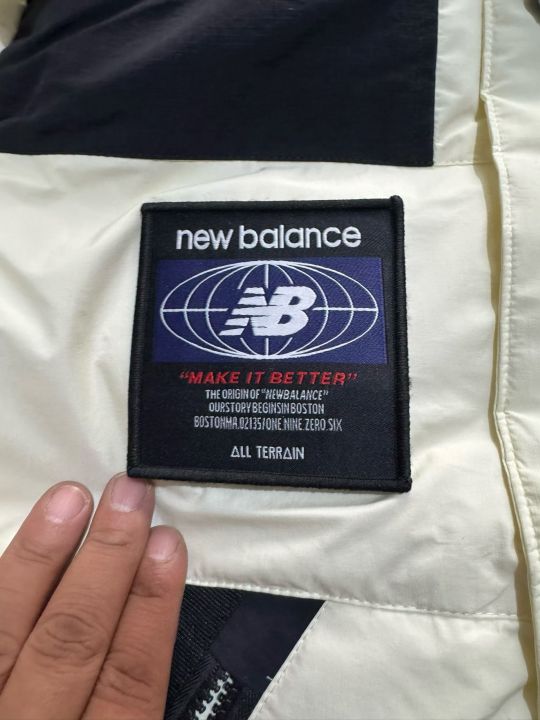 new balance
NB
"MAKE IT BETTER"
THE ORIGIN OF "NEWBALANCE"
OURSTORY BEGINSIN BOSTON
BOSTONMA.02135/ONE.NINE.ZERO.SIX
ALL TERRAIN